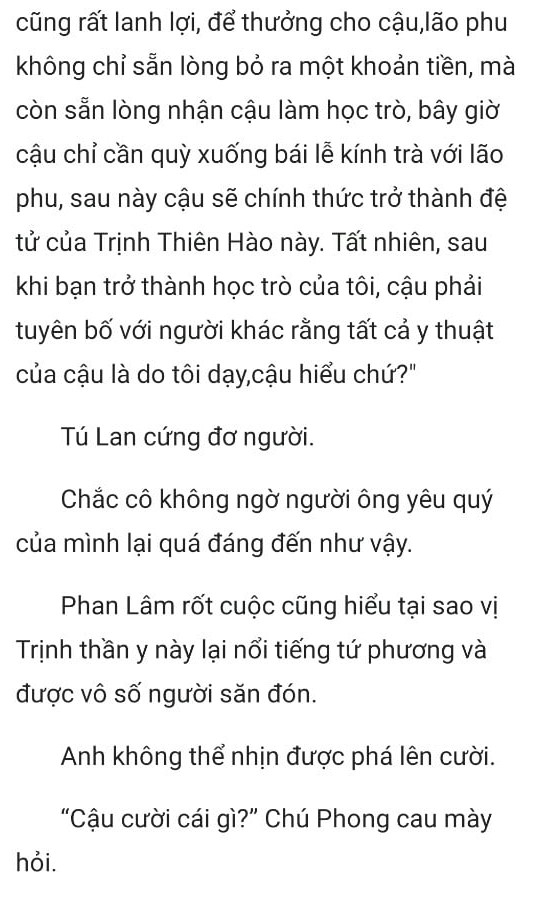 cũng rất lanh lợi, để thưởng cho cậu,lão phu
không chỉ sẵn lòng bỏ ra một khoản tiền, mà
còn sẵn lòng nhận cậu làm học trò, bây giờ
cậu chỉ cần quỳ xuống bái lễ kính trà với lão
phu, sau này cậu sẽ chính thức trở thành đệ
tử của Trịnh Thiên Hào này. Tất nhiên, sau
khi bạn trở thành học trò của tôi, cậu phải
tuyên bố với người khác rằng tất cả y thuật
của cậu là do tôi dạy,cậu hiểu chứ?"
Tú Lan cứng đơ người.
Chắc cô không ngờ người ông yêu quý
của mình lại quá đáng đến như vậy.
Phan Lâm rốt cuộc cũng hiểu tại sao vị
Trịnh thần y này lại nổi tiếng tứ phương và
được vô số người săn đón.
Anh không thể nhịn được phá lên cười.
“Cậu cười cái gì?” Chú Phong cau mày
hỏi.